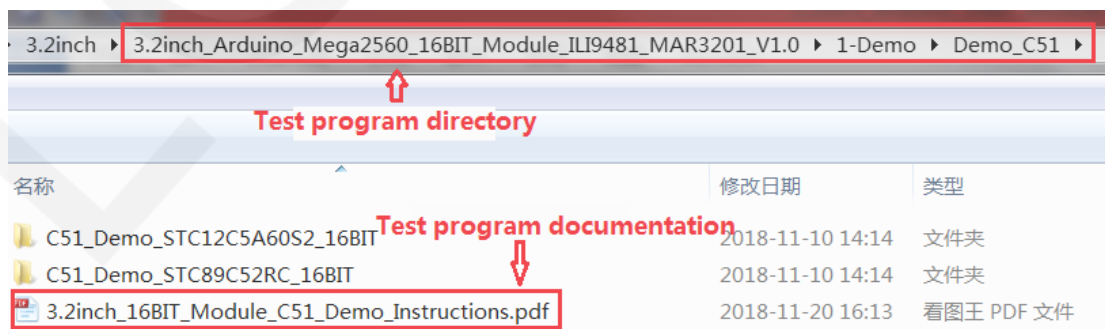 3.2inch ▸ 3.2inch_Arduino_Mega2560_16BIT_Module_ILI9481_MAR3201_V1.0 ▸ 1-Demo ▸ Demo_C51 ▸
Test program directory
名称 修改日期 类型
Test program documentation
C51_Demo_STC12C5A60S2_16BIT 2018-11-10 14:14 文件夹
C51_Demo_STC89C52RC_16BIT 2018-11-10 14:14 文件夹
3.2inch_16BIT_Module_C51_Demo_Instructions.pdf 2018-11-20 16:13 看图王 PDF 文件